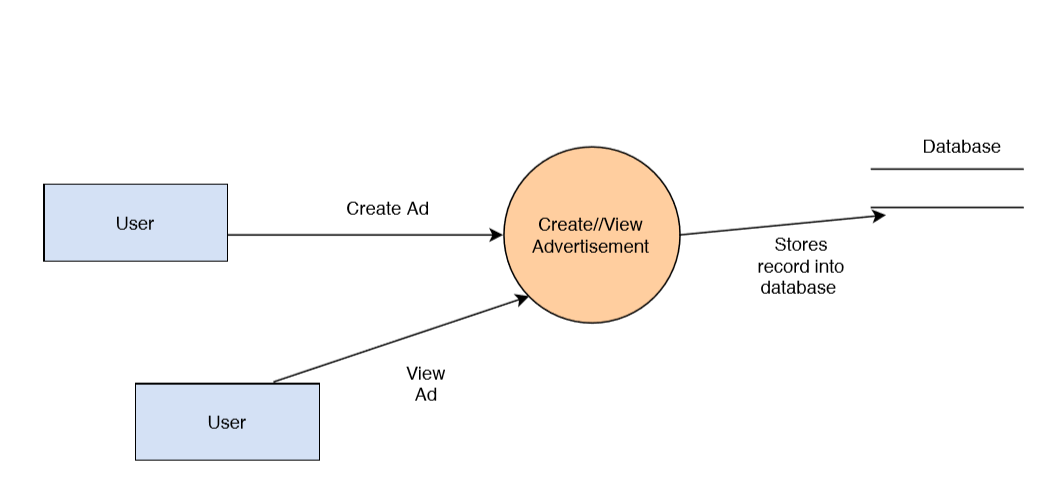 Database
User
Create Ad
Create//View
Advertisement
Stores
record into
database
View
Ad
User